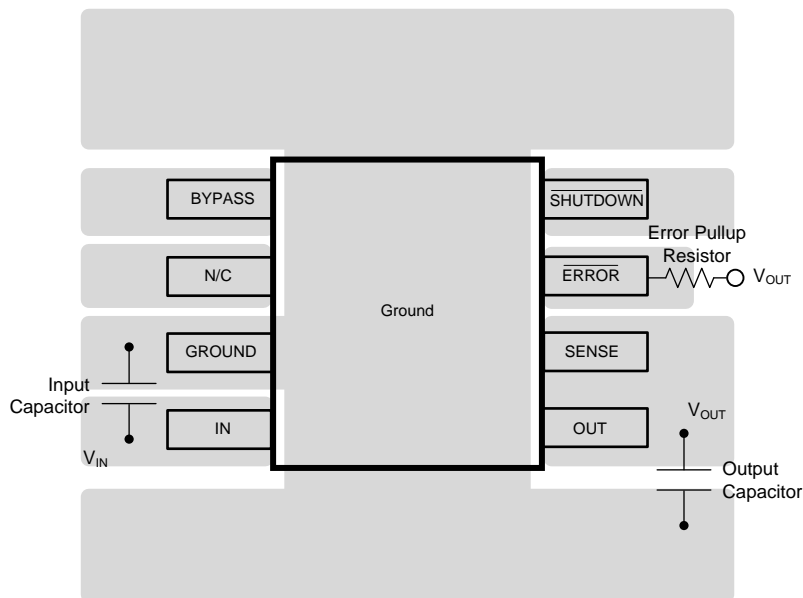 BYPASS
SHUTDOWN
Error Pullup
Resistor
N/C
ERROR
VOUT
Ground
GROUND
SENSE
Input
Capacitor
IN
OUT
VOUT
VIN
Output
Capacitor